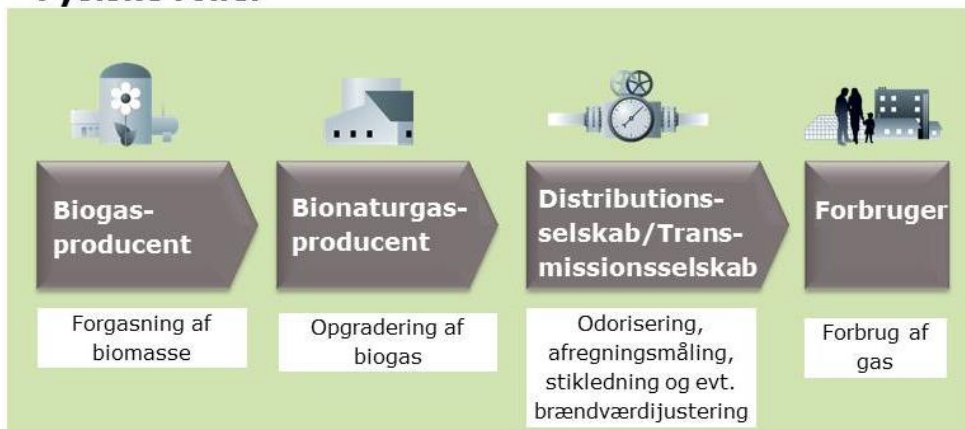 Biogas-
producent
Bionaturgas-
producent
Distributions-
selskab/Trans-
missionsselskab
Forbruger
Forgasning af
biomasse
Opgradering af
biogas
Odorisering,
afregningsmåling,
stikledning og evt.
brændværdijustering
Forbrug af
gas